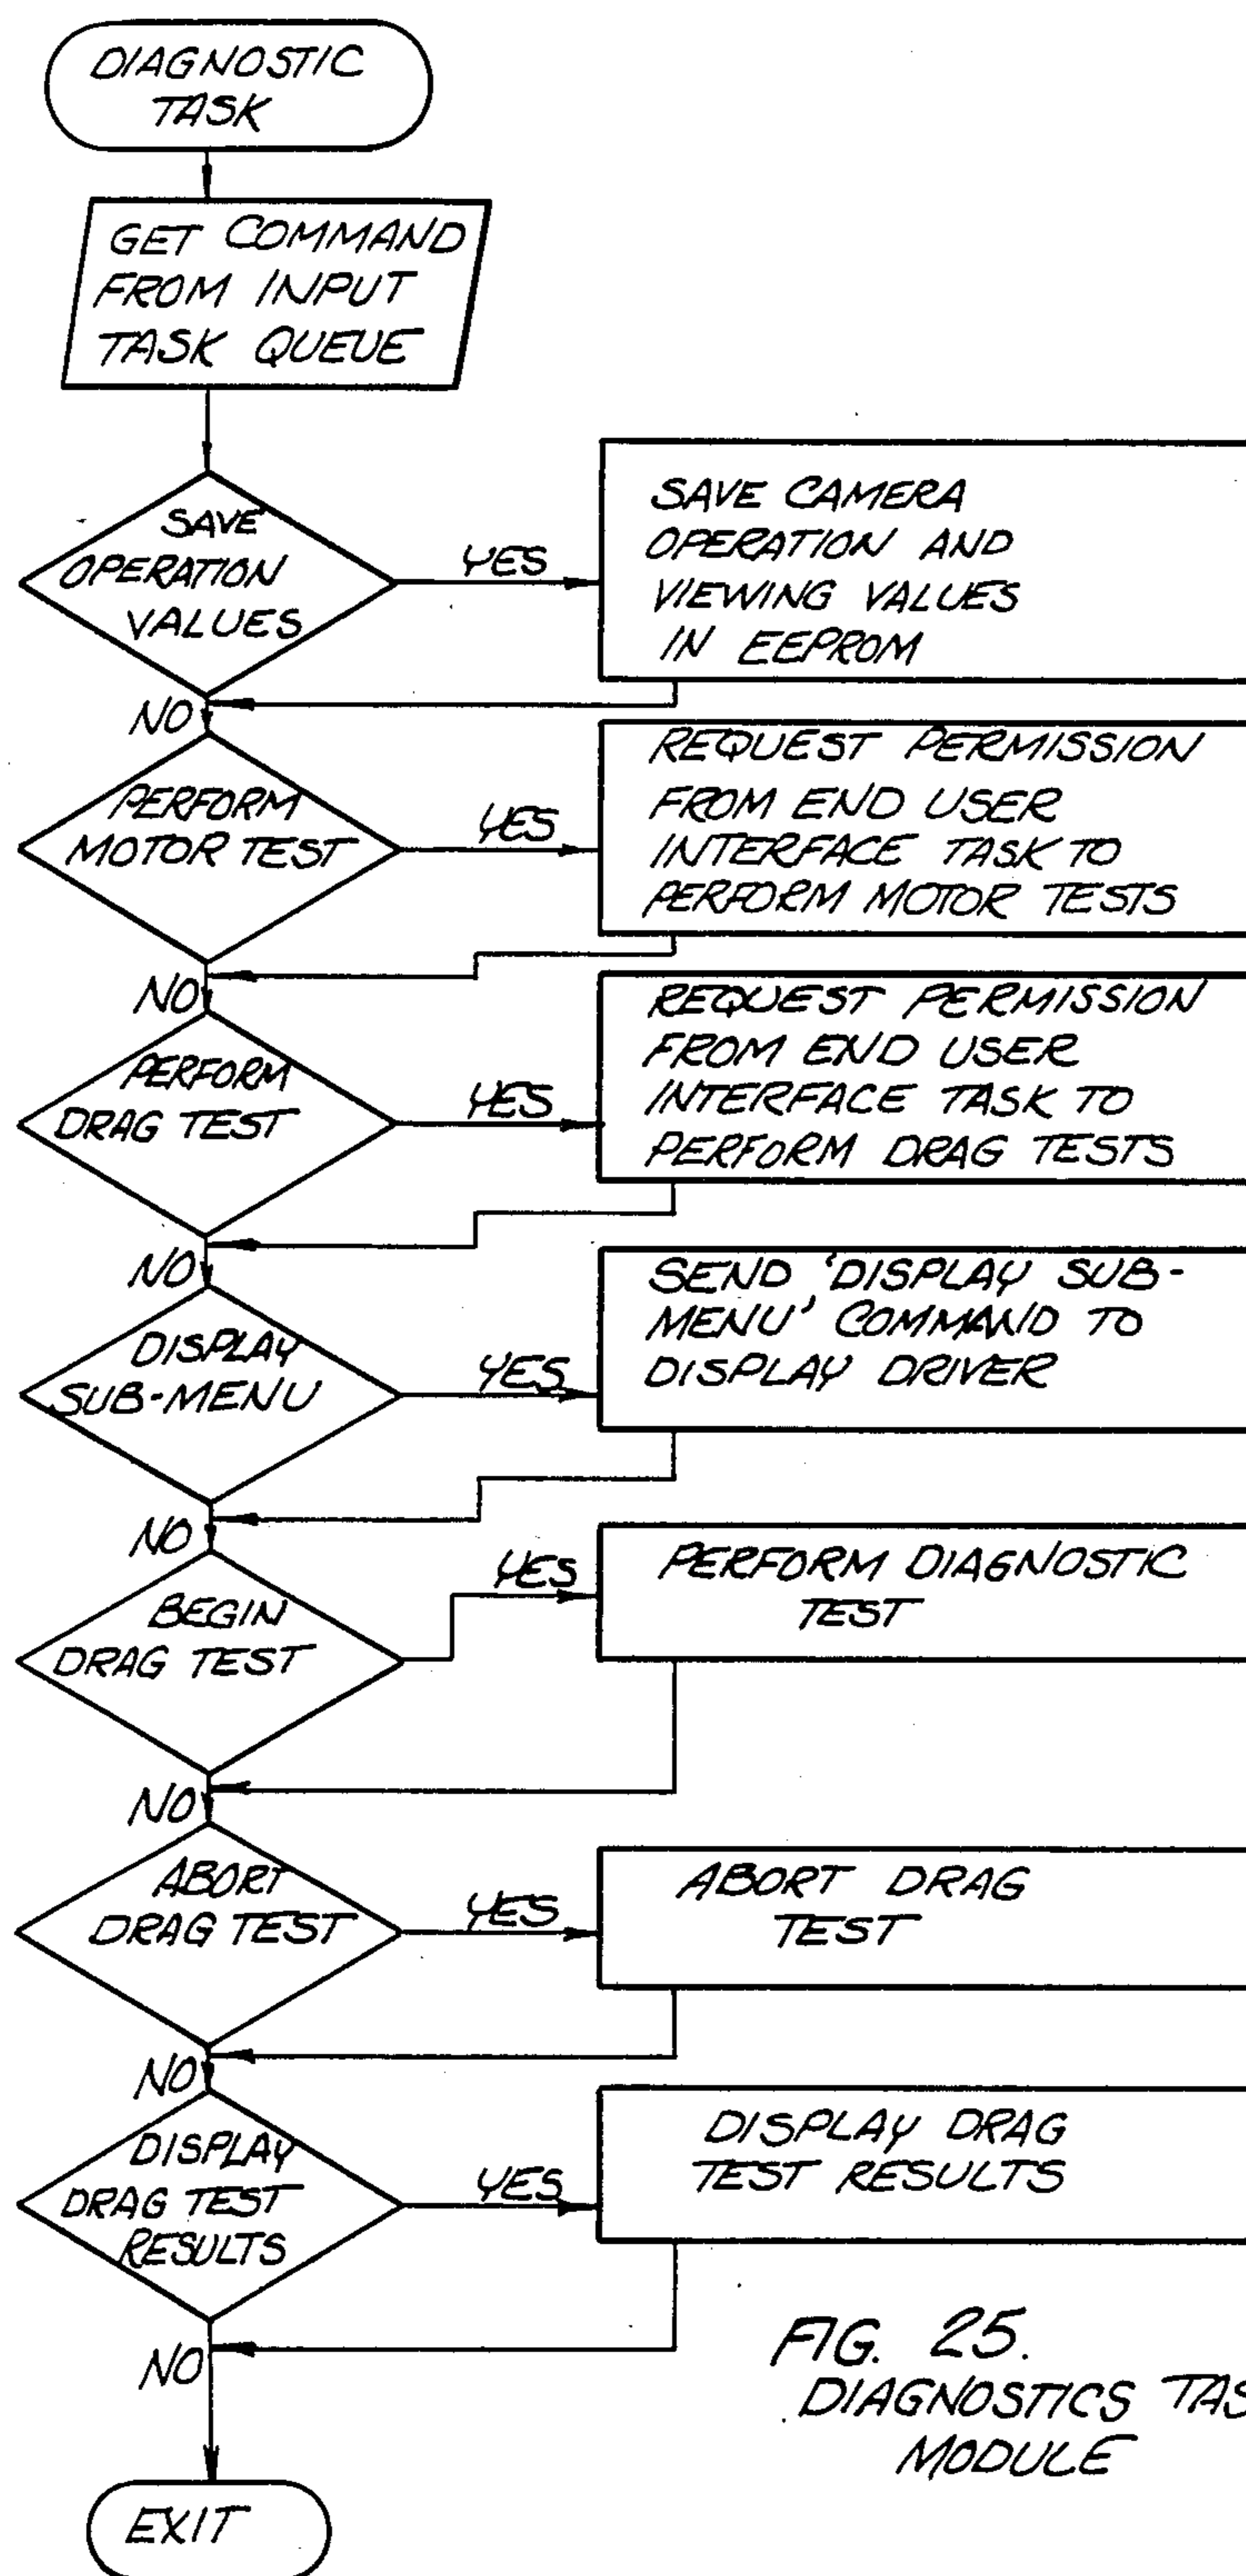 DIAGNOSTIC
TASK
GET COMMAND
FROM INPUT
TASK QUEUE
SAVE
OPERATION
VALUES
YES
SAVE CAMERA
OPERATION AND
VIEWING VALUES
IN EEPROM
NO
PERFORM
MOTOR TEST
YES
REQUEST PERMISSION
FROM END USER
INTERFACE TASK TO
PERFORM MOTOR TESTS
NO
PERFORM
DRAG TEST
YES
REQUEST PERMISSION
FROM END USER
INTERFACE TASK TO
PERFORM DRAG TESTS
NO
DISPLAY
SUB-MENU
YES
SEND 'DISPLAY SUB-
MENU' COMMAND TO
DISPLAY DRIVER
NO
BEGIN
DRAG TEST
YES
PERFORM DIAGNOSTIC
TEST
NO
ABORT
DRAG TEST
YES
ABORT DRAG
TEST
NO
DISPLAY
DRAG TEST
RESULTS
YES
DISPLAY DRAG
TEST RESULTS
NO
EXIT
FIG. 25.
DIAGNOSTICS TAS
MODULE